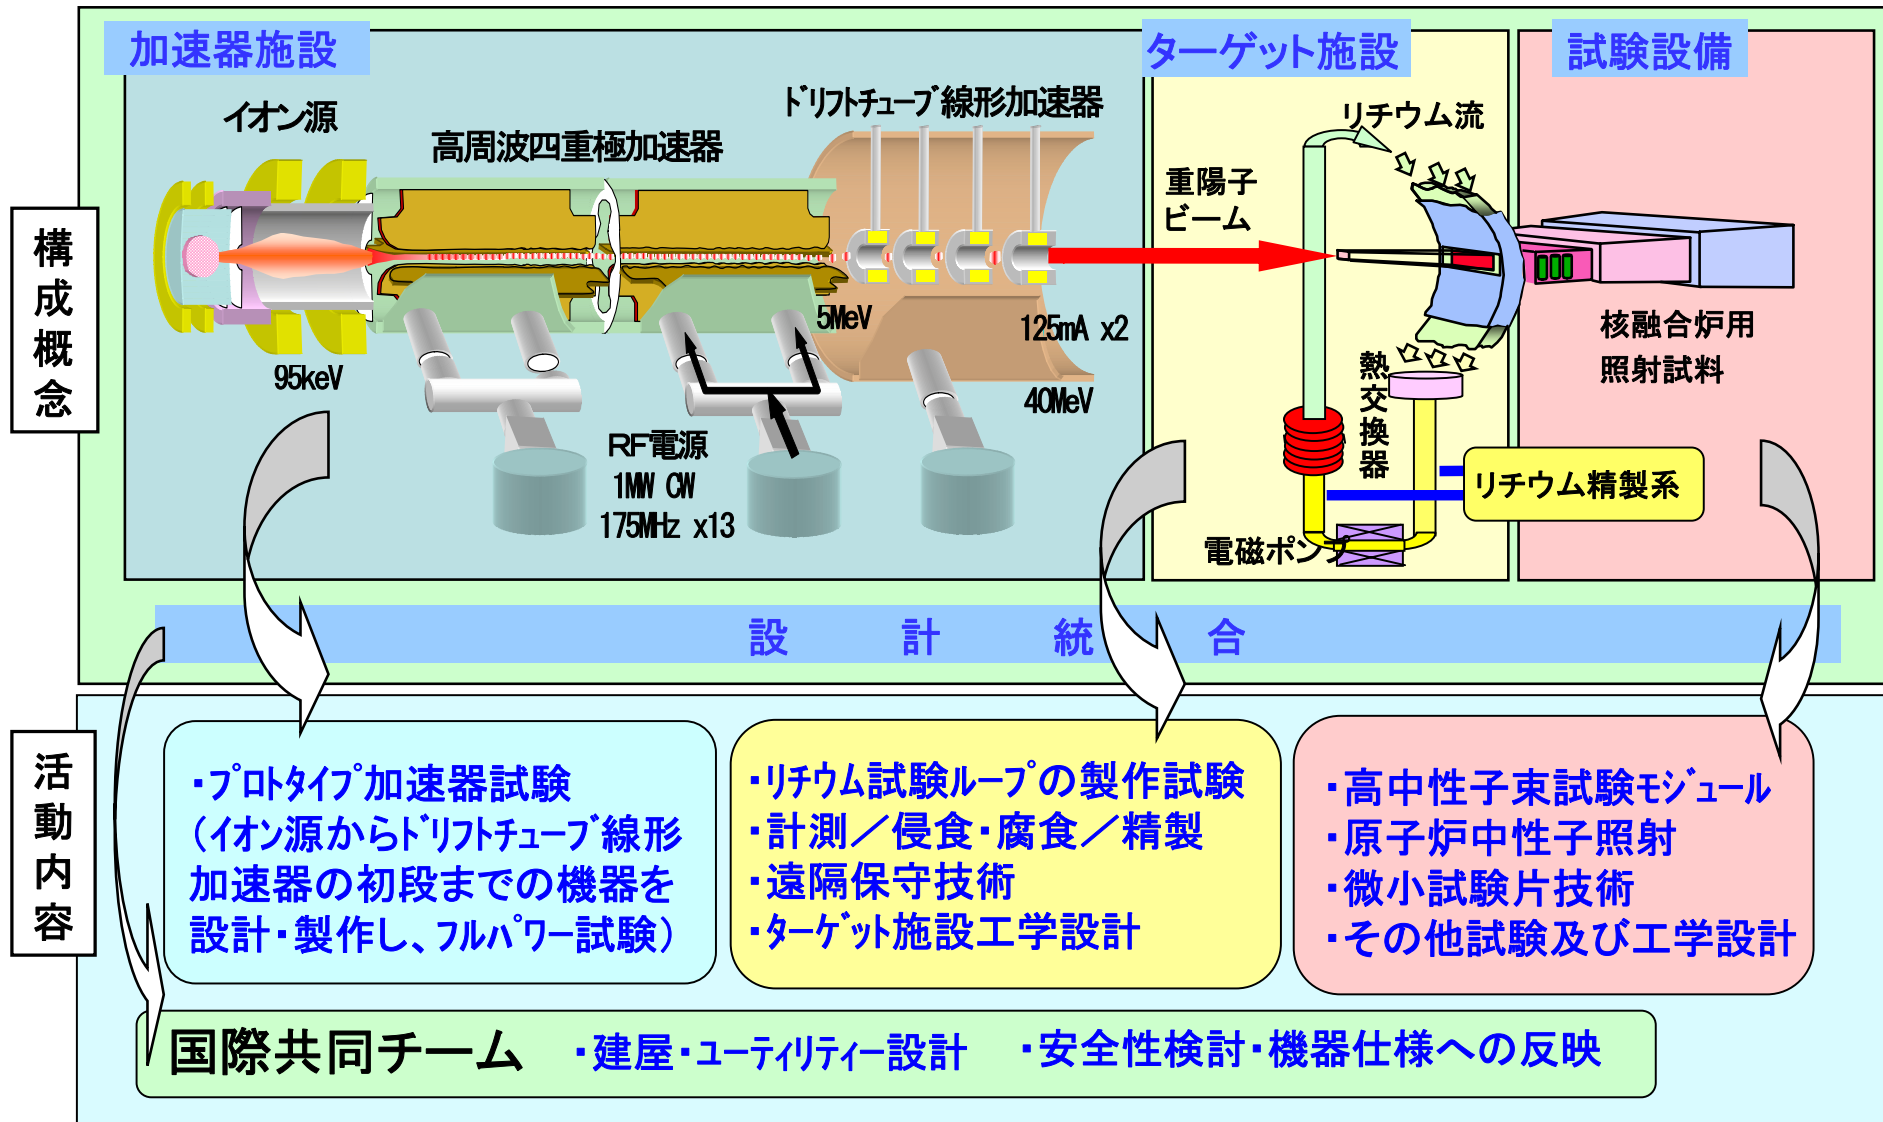 加速器施設
ターゲット施設
試験設備
イオン源
高周波四重極加速器
ドリフトチューブ線形加速器
リチウム流
重陽子
ビーム
構成概念
95keV
5MeV
125mA x2
40MeV
RF電源
1MW CW
175MHz x13
熱交換器
核融合炉用
照射試料
リチウム精製系
電磁ポンプ
設計統合
活動内容
・プロトタイプ加速器試験
（イオン源からドリフトチューブ線形
加速器の初段までの機器を
設計・製作し、フルパワー試験）
・リチウム試験ループの製作試験
・計測／侵食・腐食／精製
・遠隔保守技術
・ターゲット施設工学設計
・高中性子束試験モジュール
・原子炉中性子照射
・微小試験片技術
・その他試験及び工学設計
国際共同チーム ・建屋・ユーティリティー設計 ・安全性検討・機器仕様への反映